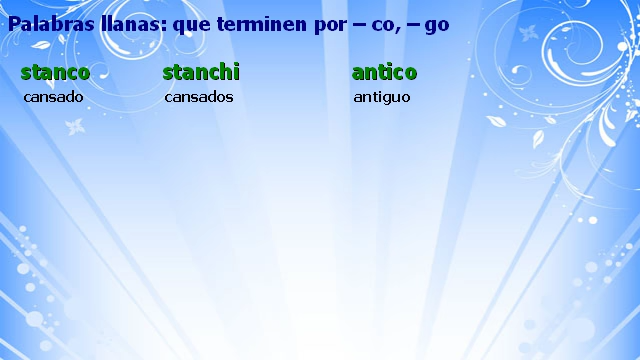 Palabras llanas: que terminen por – co, – go
stanco stanchi antico
cansado cansados antiguo